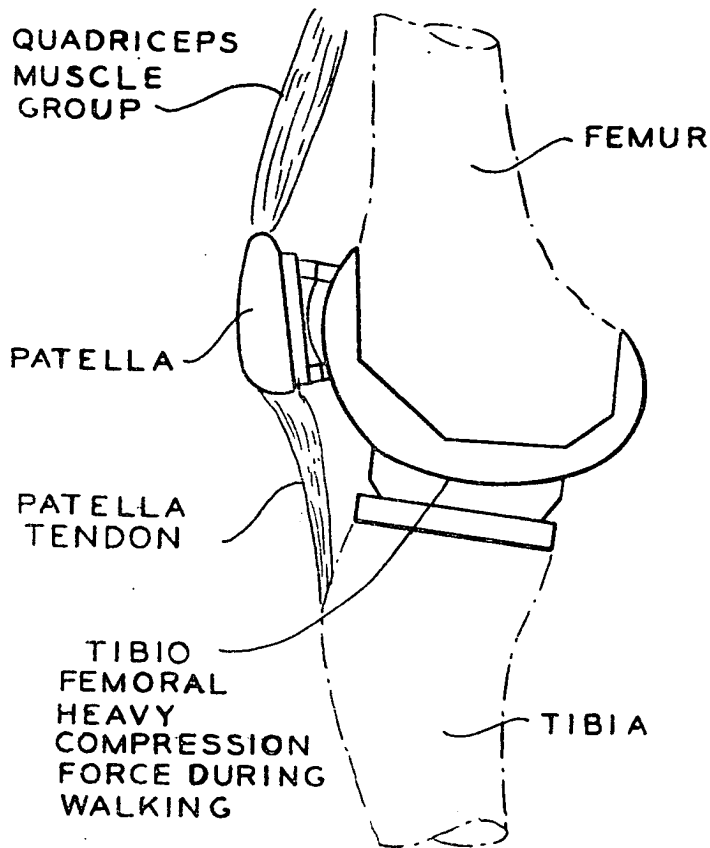 QUADRICEPS
MUSCLE
GROUP
FEMUR
PATELLA
PATELLA
TENDON
TIBIO
FEMORAL
HEAVY
COMPRESSION
FORCE DURING
WALKING
TIBIA